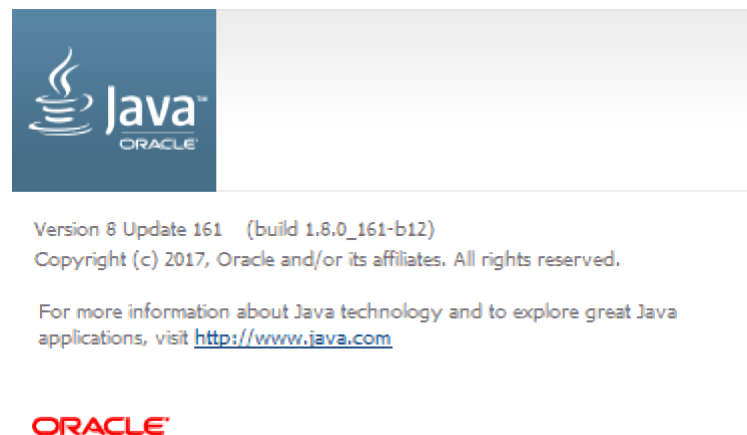 Java™
ORACLE®
Version 8 Update 161 (build 1.8.0_161-b12)
Copyright (c) 2017, Oracle and/or its affiliates. All rights reserved.
For more information about Java technology and to explore great Java
applications, visit http://www.java.com
ORACLE®